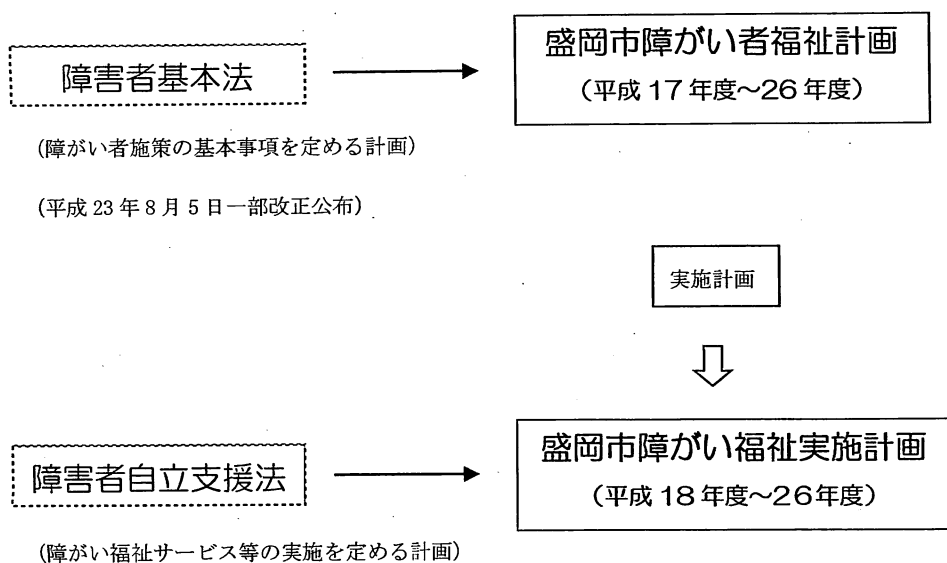 障害者基本法
盛岡市障がい者福祉計画
（平成17年度～26年度）
(障がい者施策の基本事項を定める計画)
(平成23年8月5日一部改正公布)
実施計画
障害者自立支援法
盛岡市障がい福祉実施計画
（平成18年度～26年度）
(障がい福祉サービス等の実施を定める計画)